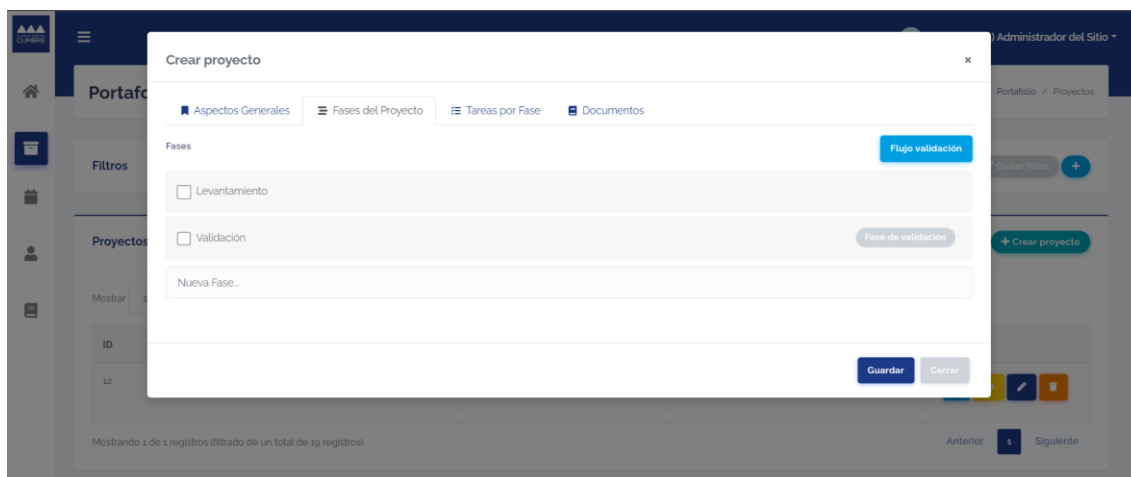 CUMBRE
) Administrador del Sitio
Crear proyecto
×
Portafo
Portafolio / Proyectos
Aspectos Generales
Fases del Proyecto
Tareas por Fase
Documentos
Fases
Flujo validación
Filtros
Quitar filtro
+
Levantamiento
Proyectos
Validación
Fase de validación
+ Crear proyecto
Nueva Fase...
Mostrar 1
ID
Guardar
Cerrar
12
Mostrando 1 de 1 registros (filtrado de un total de 19 registros)
Anterior 1 Siguiente